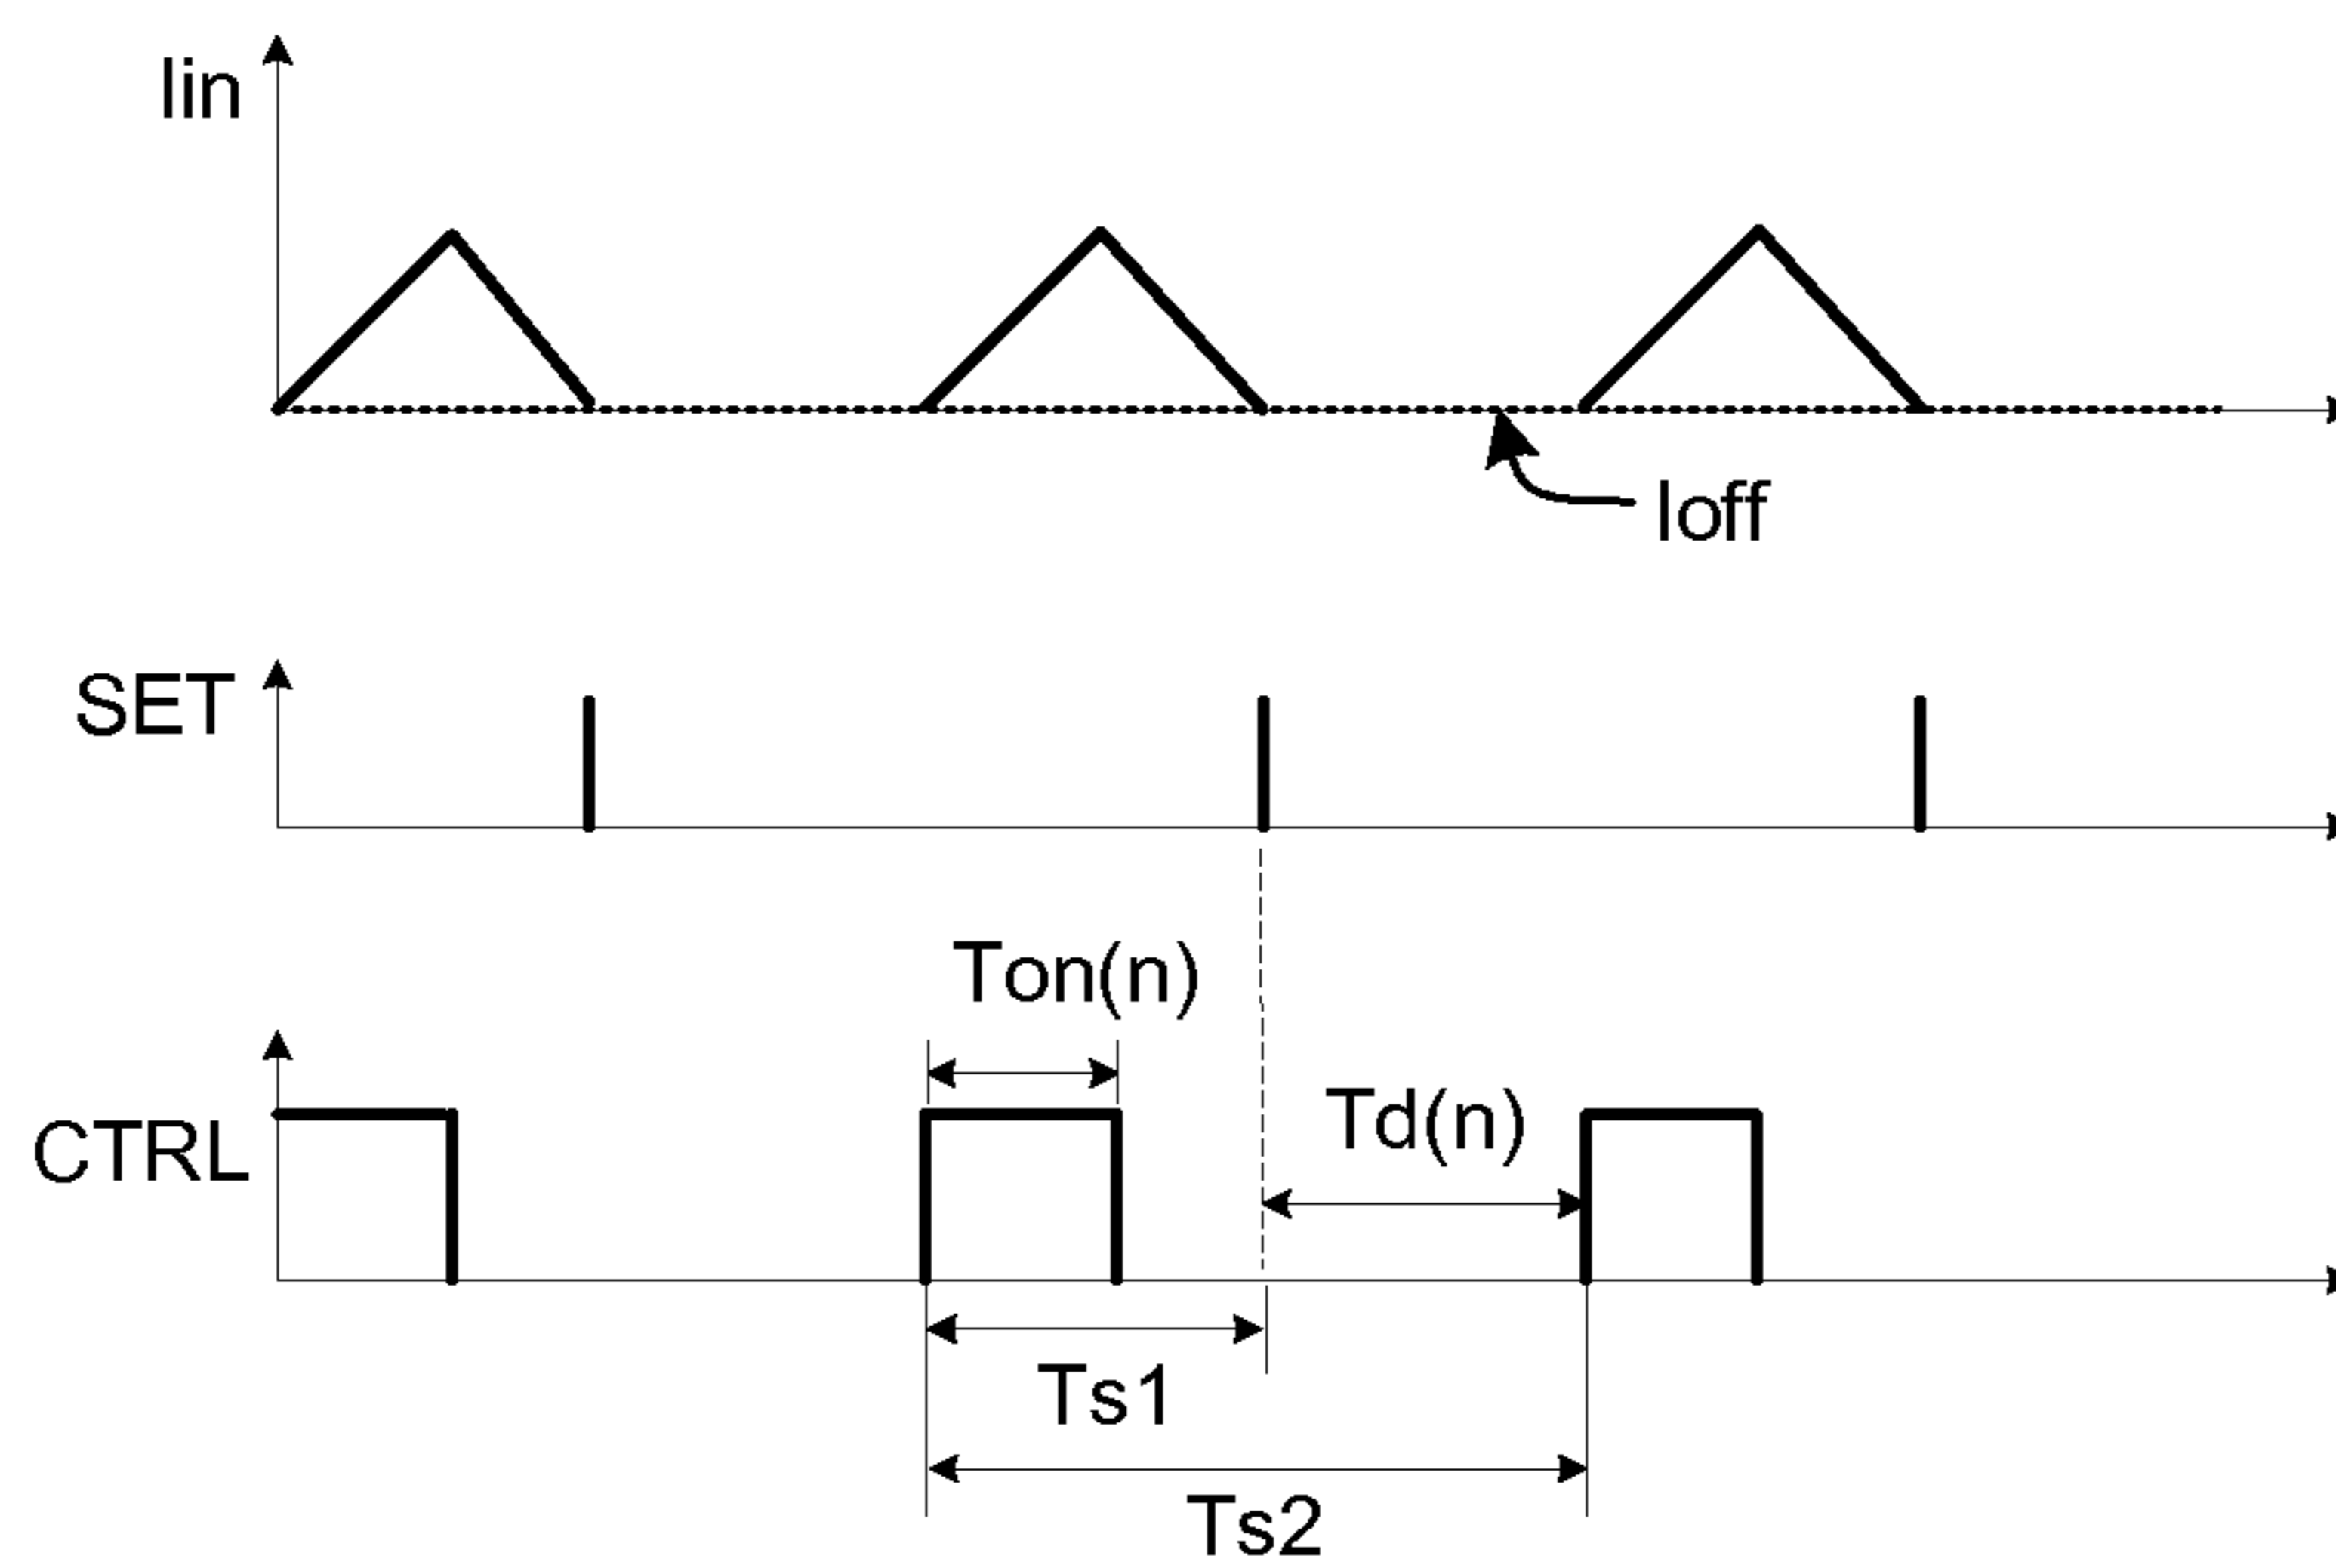 Iin
Ioff
SET
Ton(n)
Td(n)
CTRL
Ts1
Ts2